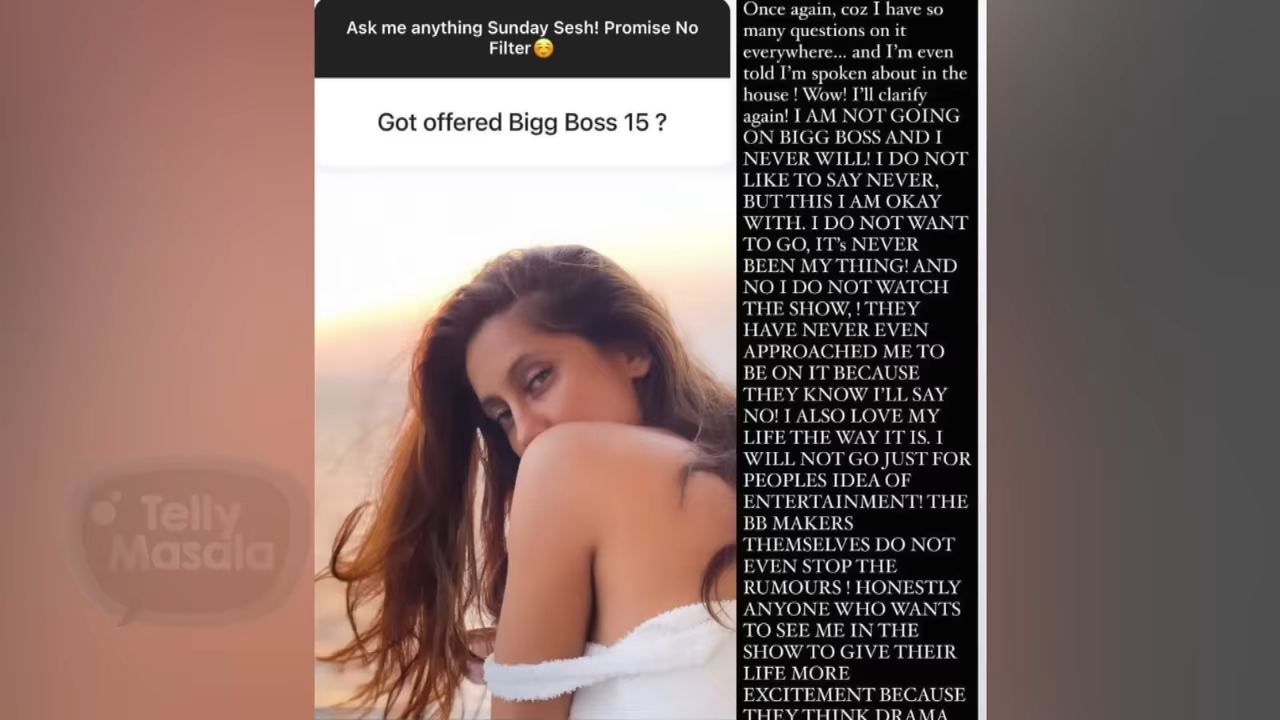 Ask me anything Sunday Sesh! Promise No
Filter☺️
Got offered Bigg Boss 15 ?
Telly
Masala
Once again, coz I have so
many questions on it
everywhere... and I'm even
told I'm spoken about in the
house ! Wow! I'll clarify
again! I AM NOT GOING
ON BIGG BOSS AND I
NEVER WILL! I DO NOT
LIKE TO SAY NEVER,
BUT THIS I AM OKAY
WITH. I DO NOT WANT
TO GO, IT's NEVER
BEEN MY THING! AND
NO I DO NOT WATCH
THE SHOW, ! THEY
HAVE NEVER EVEN
APPROACHED ME TO
BE ON IT BECAUSE
THEY KNOW I'LL SAY
NO! I ALSO LOVE MY
LIFE THE WAY IT IS. I
WILL NOT GO JUST FOR
PEOPLES IDEA OF
ENTERTAINMENT! THE
BB MAKERS
THEMSELVES DO NOT
EVEN STOP THE
RUMOURS ! HONESTLY
ANYONE WHO WANTS
TO SEE ME IN THE
SHOW TO GIVE THEIR
LIFE MORE
EXCITEMENT BECAUSE
THEY THINK DRAMA